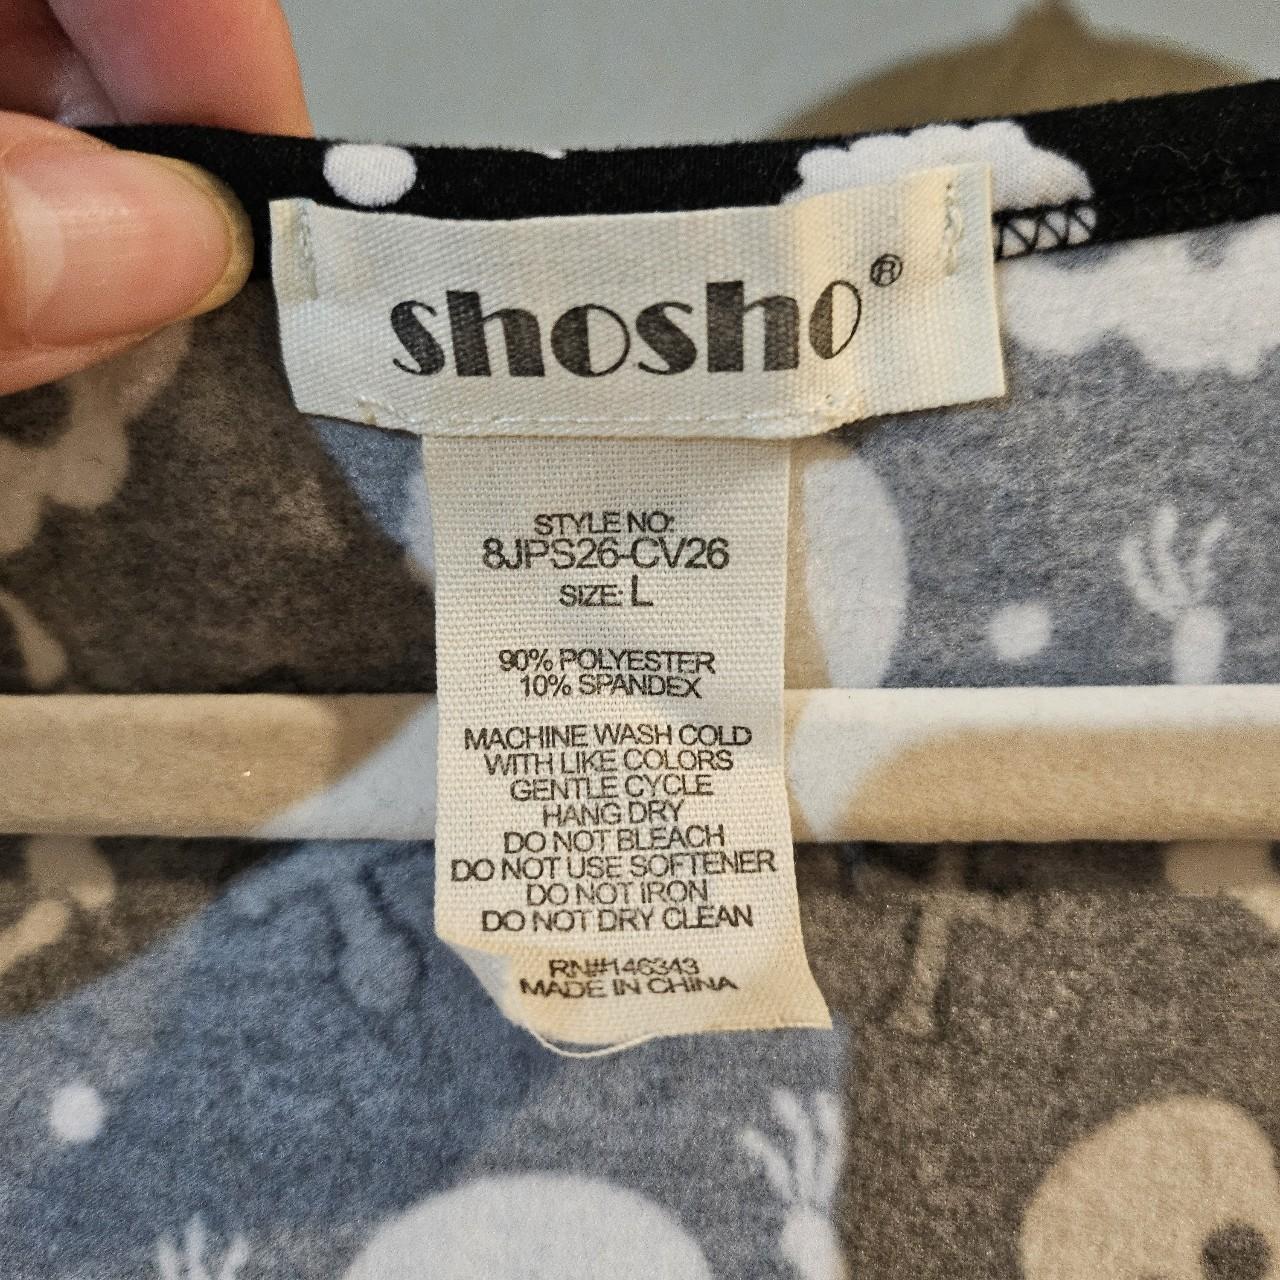 shosho®
STYLE NO:
8JPS26-CV26
SIZE: L
90% POLYESTER
10% SPANDEX
MACHINE WASH COLD
WITH LIKE COLORS
GENTLE CYCLE
HANG DRY
DO NOT BLEACH
DO NOT USE SOFTENER
DO NOT IRON
DO NOT DRY CLEAN
RN#146343
MADE IN CHINA